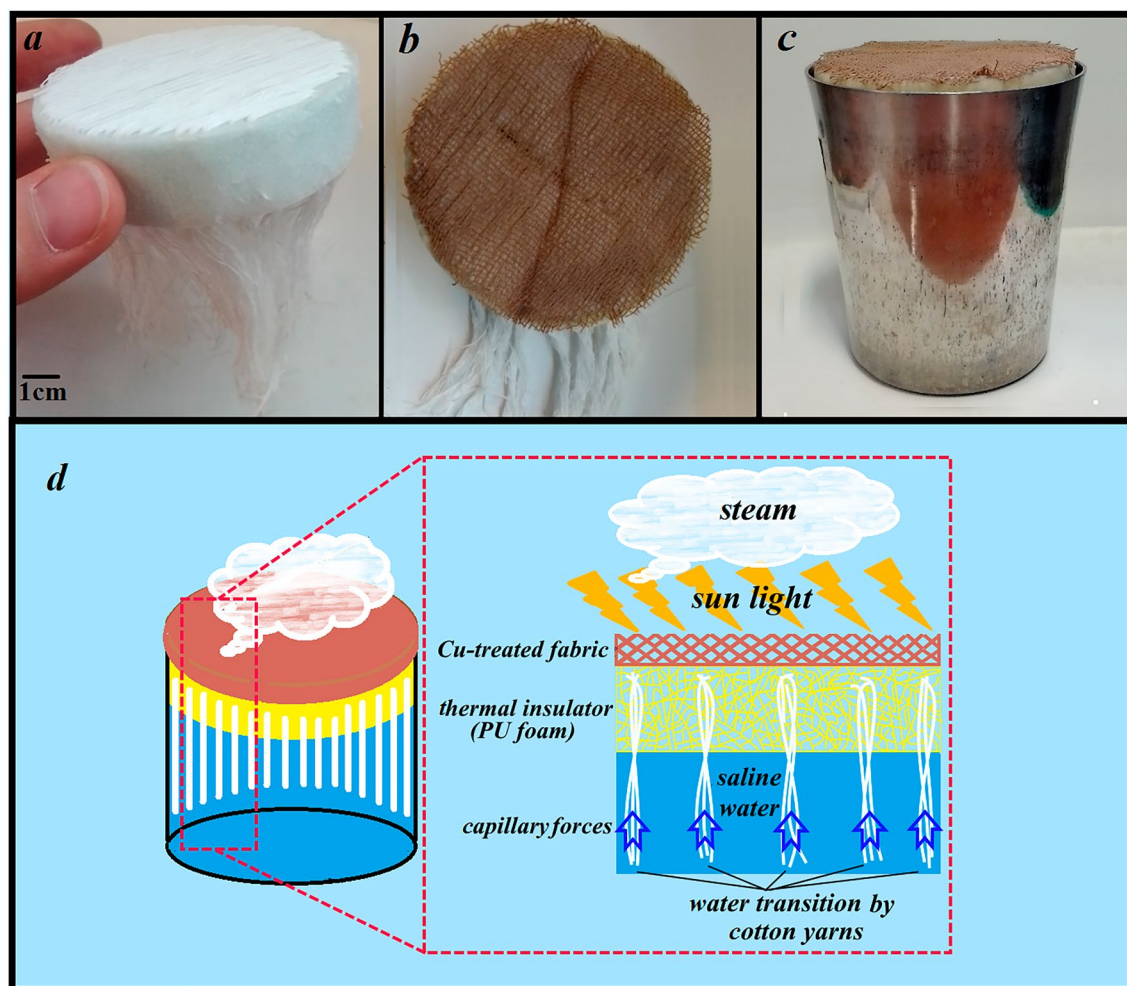 a
b
c
1cm
d
steam
sun light
Cu-treated fabric
thermal insulator
(PU foam)
saline
water
capillary forces
water transition by
cotton yarns